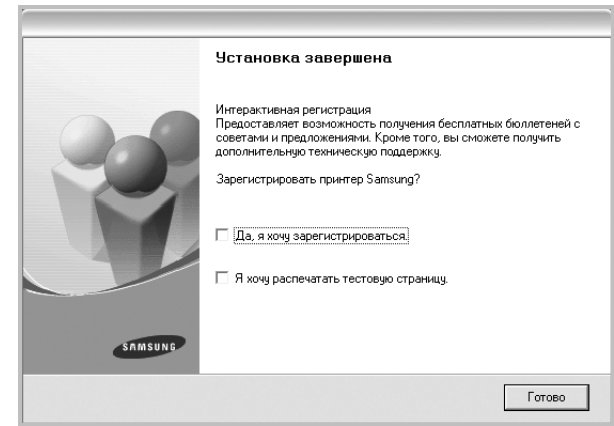 Установка завершена
Интерактивная регистрация
Предоставляет возможность получения бесплатных бюллетеней с
советами и предложениями. Кроме того, вы сможете получить
дополнительную техническую поддержку.
Зарегистрировать принтер Samsung?
Да, я хочу зарегистрироваться.
Я хочу распечатать тестовую страницу.
SAMSUNG
Готово